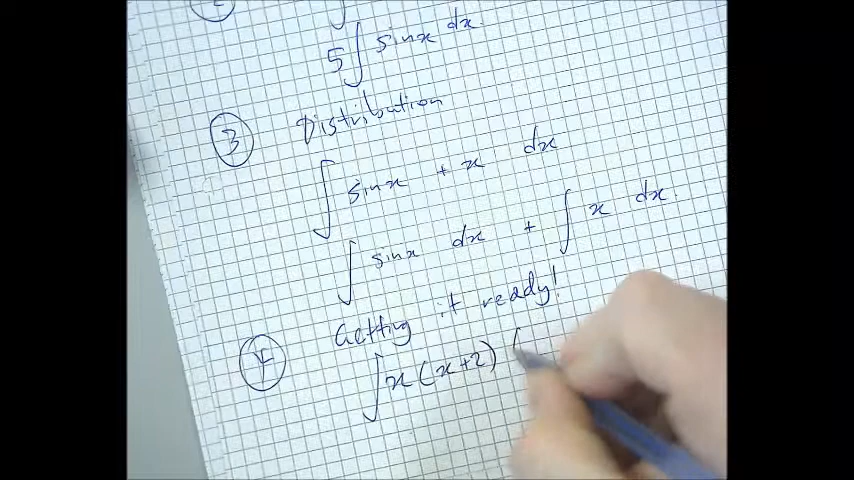 5∫ sinx dx.
3 Distribution
∫ sinx + x dx
∫ sinx dx + ∫ x dx.
4 Getting it ready!
∫ x(x+2)(